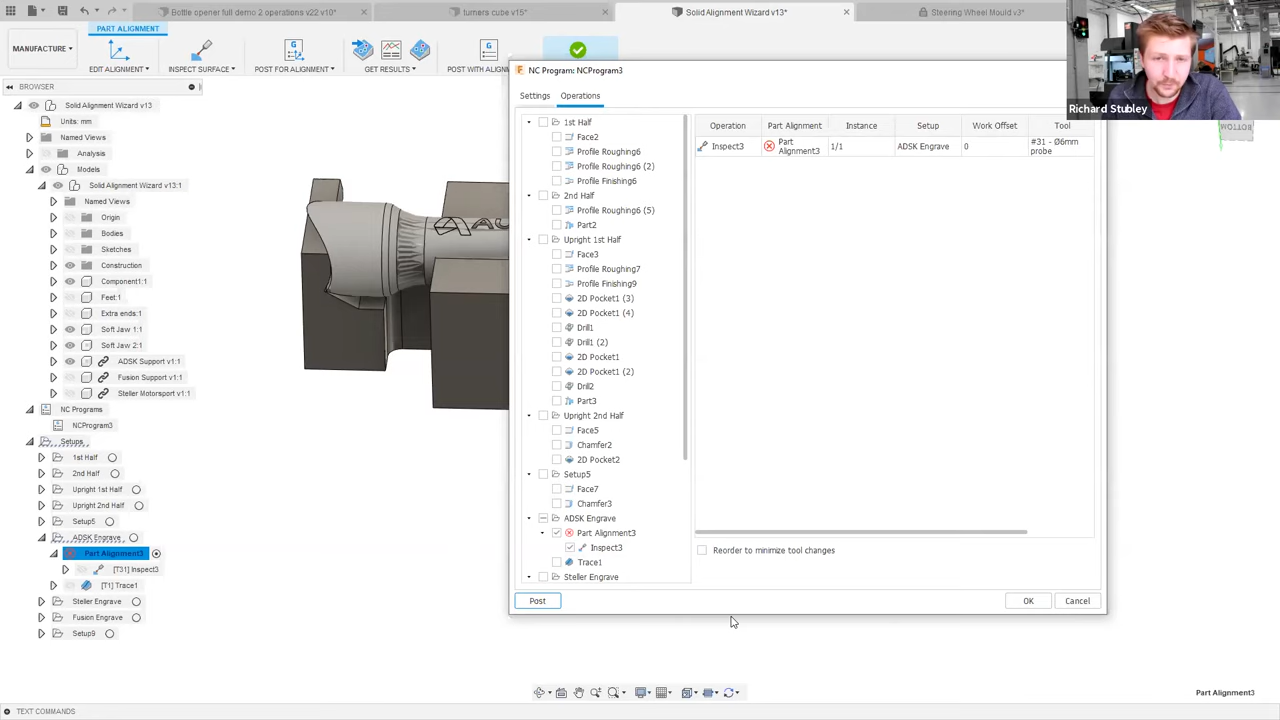 Bottle opener full demo 2 operations v22 v10*
turners cube v15*
Solid Alignment Wizard v13*
Steering Wheel Mould v3*
PART ALIGNMENT
MANUFACTURE
EDIT ALIGNMENT
INSPECT SURFACE
POST FOR ALIGNMENT
GET RESULTS
POST WITH ALIGN
BROWSER
Solid Alignment Wizard v13
Units: mm
Named Views
Analysis
Models
Solid Alignment Wizard v13:1
Named Views
Origin
Bodies
Sketches
Construction
Component1:1
Feet:1
Extra ends:1
Soft Jaw 1:1
Soft Jaw 2:1
ADSK Support v1:1
Fusion Support v1:1
Steller Motorsport v1:1
NC Programs
NCProgram3
Setups
1st Half
2nd Half
Upright 1st Half
Upright 2nd Half
Setup5
ADSK Engrave
Part Alignment3
[T31] Inspect3
[T1] Trace1
Steller Engrave
Fusion Engrave
Setup9
NC Program: NCProgram3
Settings
Operations
1st Half
Face2
Profile Roughing6
Profile Roughing6 (2)
Profile Finishing6
2nd Half
Profile Roughing6 (5)
Part2
Upright 1st Half
Face3
Profile Roughing7
Profile Finishing9
2D Pocket1 (3)
2D Pocket1 (4)
Drill1
Drill1 (2)
2D Pocket1
2D Pocket1 (2)
Drill2
Part3
Upright 2nd Half
Face5
Chamfer2
2D Pocket2
Setup5
Face7
Chamfer3
ADSK Engrave
Part Alignment3
Inspect3
Trace1
Steller Engrave
Operation Part Alignment Instance Setup Work Offset Tool
Inspect3 Part Alignment3 1/1 ADSK Engrave 0 #31 - Ø6mm probe
Reorder to minimize tool changes
Post
OK
Cancel
Richard Stubley
BOTTOM
Part Alignment3
TEXT COMMANDS